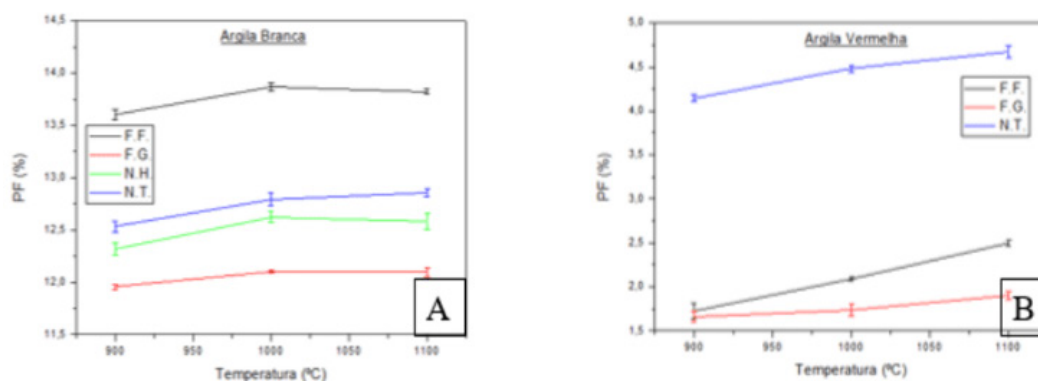 Argila Branca
14,5
14,0
13,5
13,0
12,5
12,0
11,5
PF (%)
F.F.
F.G.
N.H.
N.T.
900 950 1000 1050 1100
Temperatura (ºC)
A
Argila Vermelha
5,0
4,5
4,0
3,5
3,0
2,5
2,0
1,5
PF (%)
F.F.
F.G.
N.T.
900 950 1000 1050 1100
Temperatura (ºC)
B